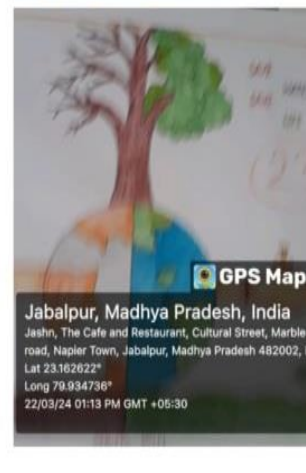 GPS Map
Jabalpur, Madhya Pradesh, India
Jashn, The Cafe and Restaurant, Cultural Street, Marble
road, Napier Town, Jabalpur, Madhya Pradesh 482002,
Lat 23.162622°
Long 79.934736°
22/03/24 01:13 PM GMT +05:30